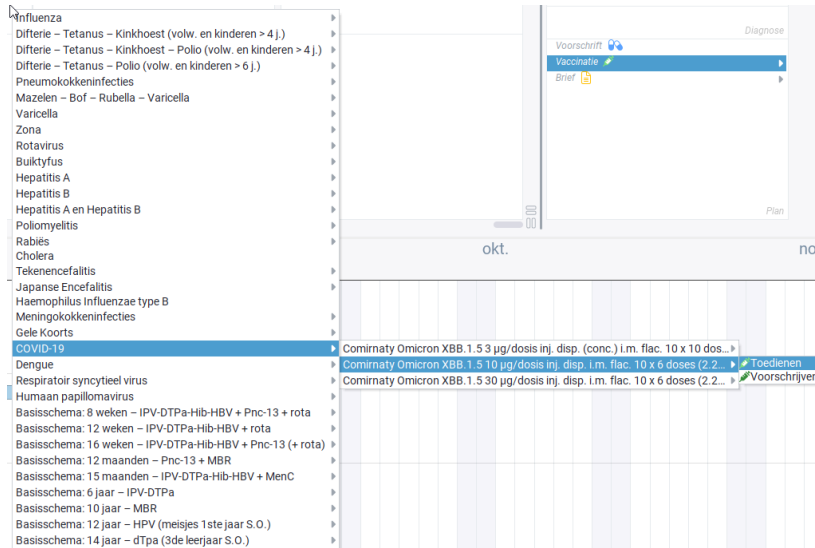 Influenza
Difterie – Tetanus – Kinkhoest (volw. en kinderen > 4 j.)
Difterie – Tetanus – Kinkhoest – Polio (volw. en kinderen > 4 j.)
Difterie – Tetanus – Polio (volw. en kinderen > 6 j.)
Pneumokokkeninfecties
Mazelen – Bof – Rubella – Varicella
Varicella
Zona
Rotavirus
Buiktyfus
Hepatitis A
Hepatitis B
Hepatitis A en Hepatitis B
Poliomyelitis
Rabiës
Cholera
Tekenencefalitis
Japanse Encefalitis
Haemophilus Influenzae type B
Meningokokkeninfecties
Gele Koorts
COVID-19
Dengue
Respiratoir syncytieel virus
Humaan papillomavirus
Basisschema: 8 weken – IPV-DTPa-Hib-HBV + Pnc-13 + rota
Basisschema: 12 weken – IPV-DTPa-Hib-HBV + rota
Basisschema: 16 weken – IPV-DTPa-Hib-HBV + Pnc-13 (+ rota)
Basisschema: 12 maanden – Pnc-13 + MBR
Basisschema: 15 maanden – IPV-DTPa-Hib-HBV + MenC
Basisschema: 6 jaar – IPV-DTPa
Basisschema: 10 jaar – MBR
Basisschema: 12 jaar – HPV (meisjes 1ste jaar S.O.)
Basisschema: 14 jaar – dTpa (3de leerjaar S.O.)
Comirnaty Omicron XBB.1.5 3 µg/dosis inj. disp. (conc.) i.m. flac. 10 x 10 dos...
Comirnaty Omicron XBB.1.5 10 µg/dosis inj. disp. i.m. flac. 10 x 6 doses (2.2...
Comirnaty Omicron XBB.1.5 30 µg/dosis inj. disp. i.m. flac. 10 x 6 doses (2.2...
Toedienen
Voorschrijven
Diagnose
Voorschrift
Vaccinatie
Brief
Plan
okt.
no